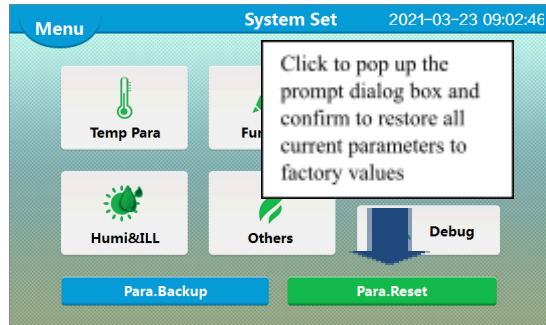 Menu
System Set
2021-03-23 09:02:46
Click to pop up the
prompt dialog box and
confirm to restore all
current parameters to
factory values
Temp Para
Fun
Humi&ILL
Others
Debug
Para.Backup
Para.Reset